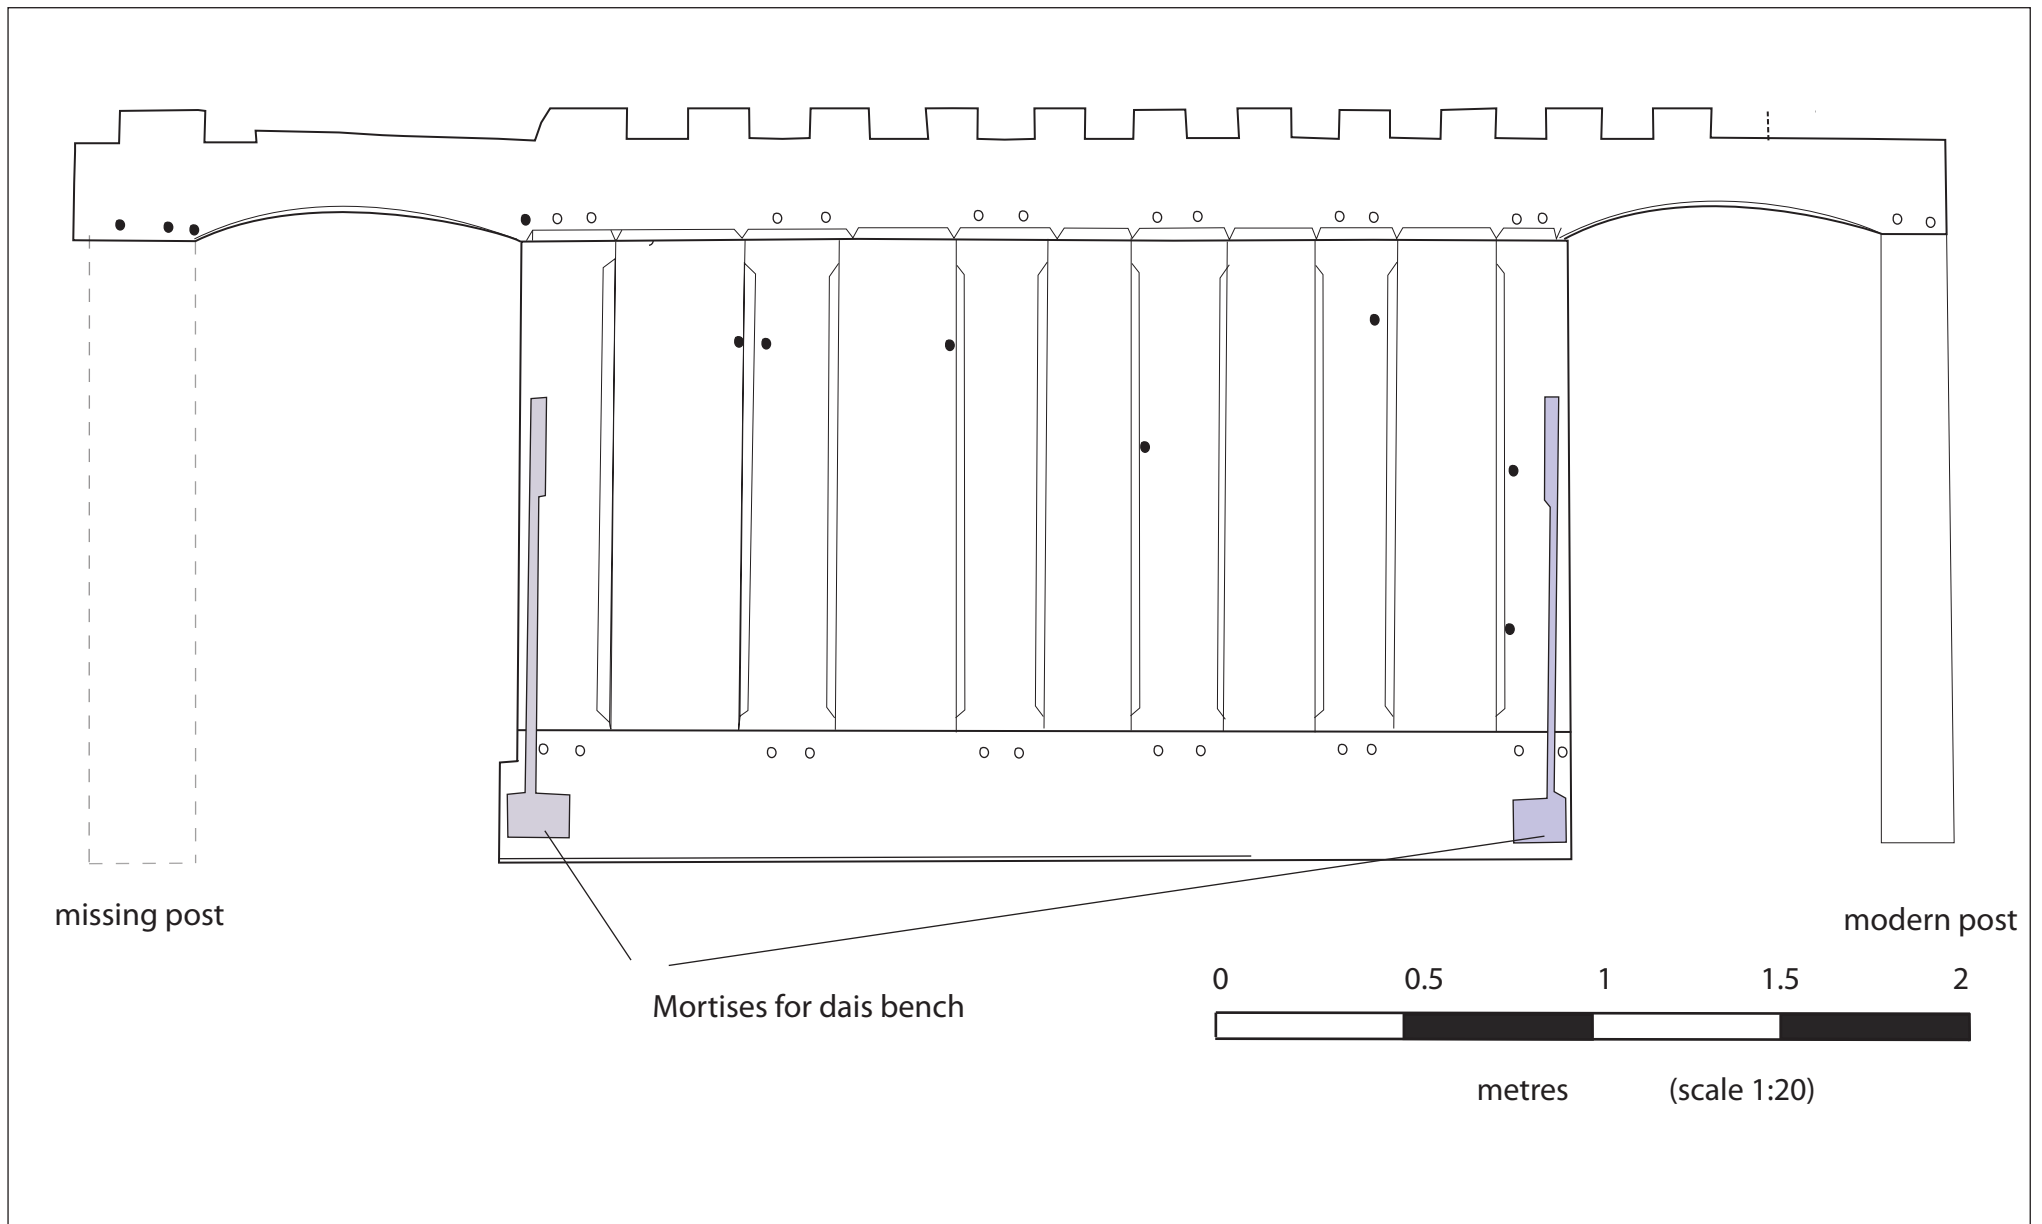 missing post
modern post
Mortises for dais bench
0 0.5 1 1.5 2
metres (scale 1:20)